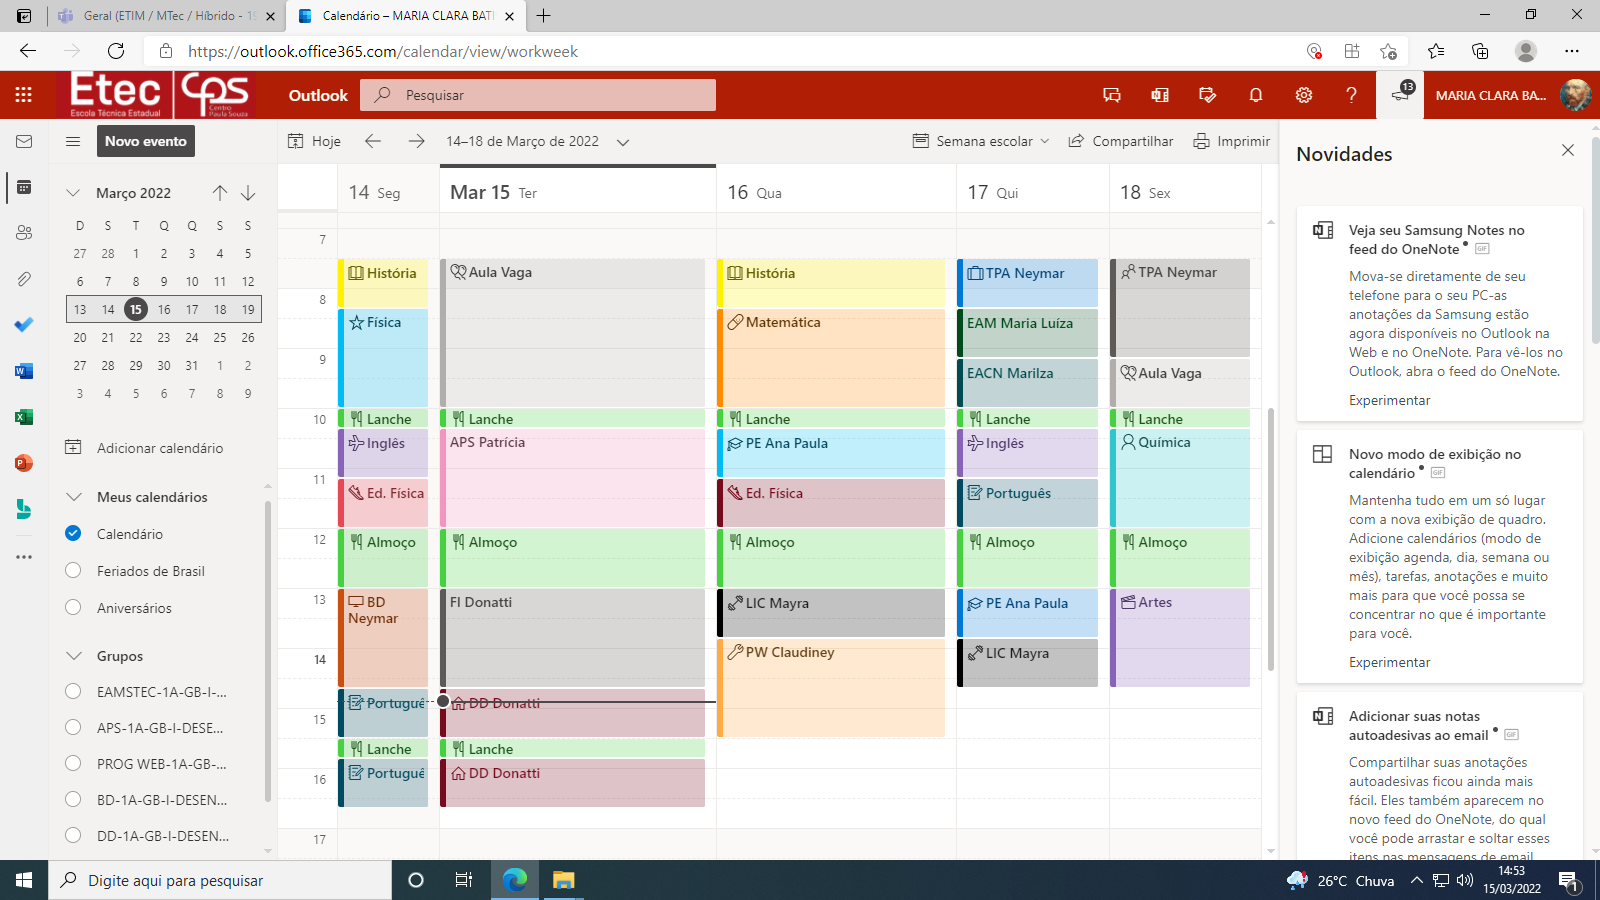 Geral (ETIM / MTec / Híbrido - 1
Calendário – MARIA CLARA BATI
https://outlook.office365.com/calendar/view/workweek
Etec
Escola Técnica Estadual
Cps
Centro
Paula Souza
Outlook
Pesquisar
13
MARIA CLARA BA...
Novo evento
Hoje
14–18 de Março de 2022
Semana escolar
Compartilhar
Imprimir
Março 2022
D S T Q Q S S
27 28 1 2 3 4 5
6 7 8 9 10 11 12
13 14 15 16 17 18 19
20 21 22 23 24 25 26
27 28 29 30 31 1 2
3 4 5 6 7 8 9
Adicionar calendário
Meus calendários
Calendário
Feriados de Brasil
Aniversários
Grupos
EAMSTEC-1A-GB-I-...
APS-1A-GB-I-DESE...
PROG WEB-1A-GB-...
BD-1A-GB-I-DESEN...
DD-1A-GB-I-DESEN...
14 Seg
Mar 15 Ter
16 Qua
17 Qui
18 Sex
7
8
9
10
11
12
13
14
15
16
17
História
Física
Lanche
Inglês
Ed. Física
Almoço
BD
Neymar
Portuguê
Lanche
Portuguê
Aula Vaga
Lanche
APS Patrícia
Almoço
FI Donatti
DD Donatti
Lanche
DD Donatti
História
Matemática
Lanche
PE Ana Paula
Ed. Física
Almoço
LIC Mayra
PW Claudiney
TPA Neymar
EAM Maria Luíza
EACN Marilza
Lanche
Inglês
Português
Almoço
PE Ana Paula
LIC Mayra
TPA Neymar
Aula Vaga
Lanche
Química
Almoço
Artes
Novidades
Veja seu Samsung Notes no
feed do OneNote
GIF
Mova-se diretamente de seu
telefone para o seu PC-as
anotações da Samsung estão
agora disponíveis no Outlook na
Web e no OneNote. Para vê-los no
Outlook, abra o feed do OneNote.
Experimentar
Novo modo de exibição no
calendário
GIF
Mantenha tudo em um só lugar
com a nova exibição de quadro.
Adicione calendários (modo de
exibição agenda, dia, semana ou
mês), tarefas, anotações e muito
mais para que você possa se
concentrar no que é importante
para você.
Experimentar
Adicionar suas notas
autoadesivas ao email
GIF
Compartilhar suas anotações
autoadesivas ficou ainda mais
fácil. Eles também aparecem no
novo feed do OneNote, do qual
você pode arrastar e soltar esses
itens nas mensagens de email.
Digite aqui para pesquisar
26°C Chuva
14:53
15/03/2022
1